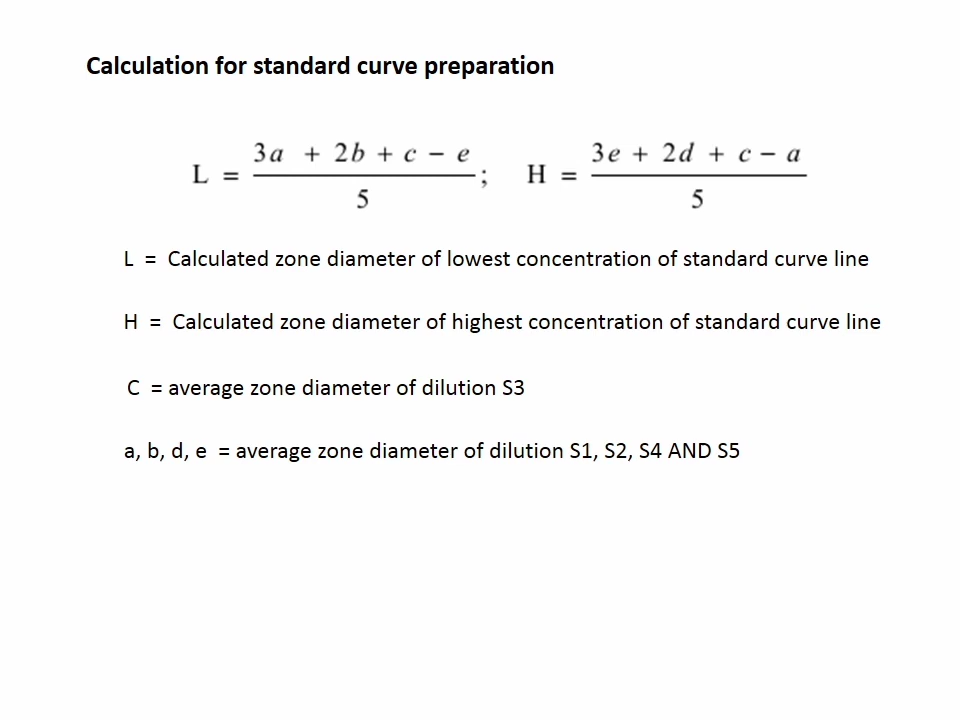 Calculation for standard curve preparation
L = \frac{3a + 2b + c - e}{5}; H = \frac{3e + 2d + c - a}{5}
L = Calculated zone diameter of lowest concentration of standard curve line
H = Calculated zone diameter of highest concentration of standard curve line
C = average zone diameter of dilution S3
a, b, d, e = average zone diameter of dilution S1, S2, S4 AND S5